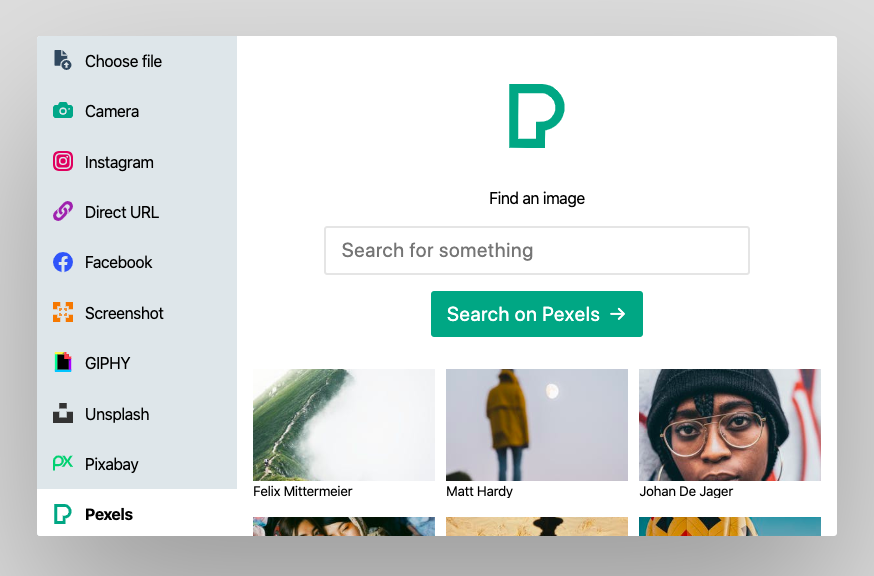 Choose file
Camera
Instagram
Direct URL
Facebook
Screenshot
GIPHY
Unsplash
Pixabay
Pexels
Find an image
Search for something
Search on Pexels →
Felix Mittermeier
Matt Hardy
Johan De Jager